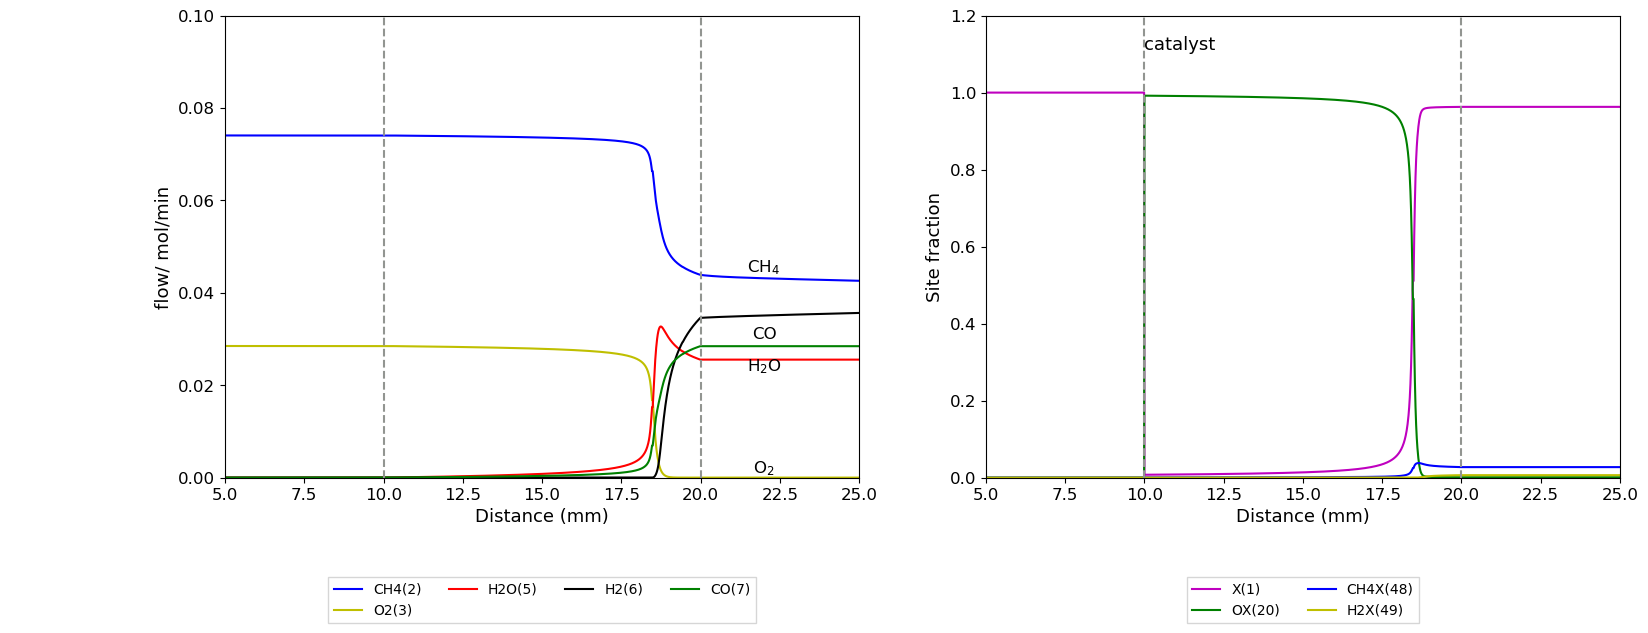 0.10
0.08
0.06
0.04
0.02
0.00
flow/ mol/min
CH4
CO
H2O
O2
5.0 7.5 10.0 12.5 15.0 17.5 20.0 22.5 25.0
Distance (mm)
CH4(2) H2O(5) H2(6) CO(7)
O2(3)
1.2
1.0
0.8
0.6
0.4
0.2
0.0
Site fraction
catalyst
5.0 7.5 10.0 12.5 15.0 17.5 20.0 22.5 25.0
Distance (mm)
X(1) CH4X(48)
OX(20) H2X(49)